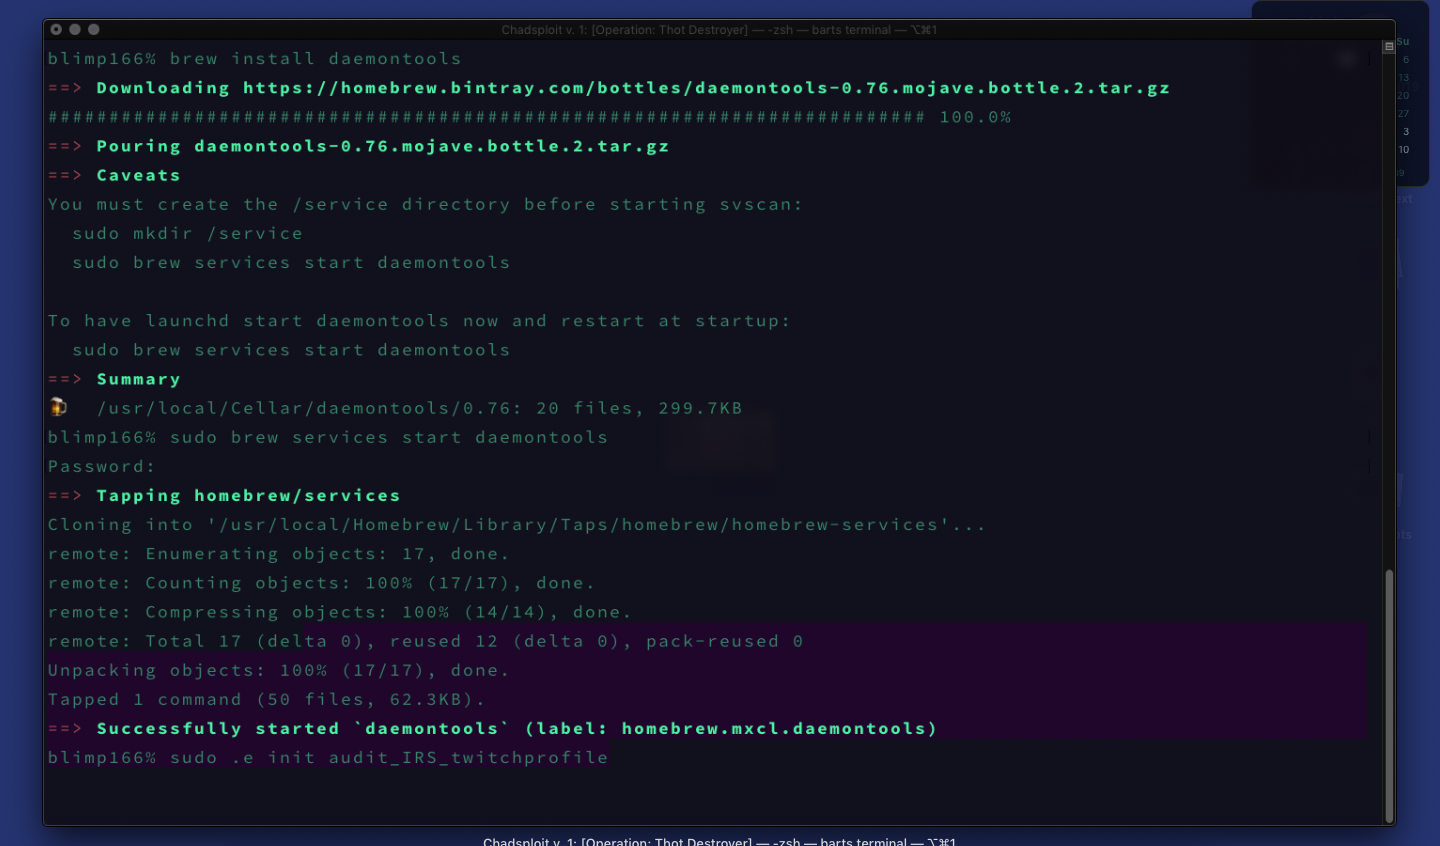 Chadsploit v. 1: [Operation: Thot Destroyer] — -zsh — barts terminal — ⌥⌘1
blimp166% brew install daemontools
==> Downloading https://homebrew.bintray.com/bottles/daemontools-0.76.mojave.bottle.2.tar.gz
######################################################################## 100.0%
==> Pouring daemontools-0.76.mojave.bottle.2.tar.gz
==> Caveats
You must create the /service directory before starting svscan:
  sudo mkdir /service
  sudo brew services start daemontools
To have launchd start daemontools now and restart at startup:
  sudo brew services start daemontools
==> Summary
🍺  /usr/local/Cellar/daemontools/0.76: 20 files, 299.7KB
blimp166% sudo brew services start daemontools
Password:
==> Tapping homebrew/services
Cloning into '/usr/local/Homebrew/Library/Taps/homebrew/homebrew-services'...
remote: Enumerating objects: 17, done.
remote: Counting objects: 100% (17/17), done.
remote: Compressing objects: 100% (14/14), done.
remote: Total 17 (delta 0), reused 12 (delta 0), pack-reused 0
Unpacking objects: 100% (17/17), done.
Tapped 1 command (50 files, 62.3KB).
==> Successfully started `daemontools` (label: homebrew.mxcl.daemontools)
blimp166% sudo .e init audit_IRS_twitchprofile
Su
6
13
20
27
3
10
Chadsploit v. 1: [Operation: Thot Destroyer] — -zsh — barts terminal — ⌥⌘1